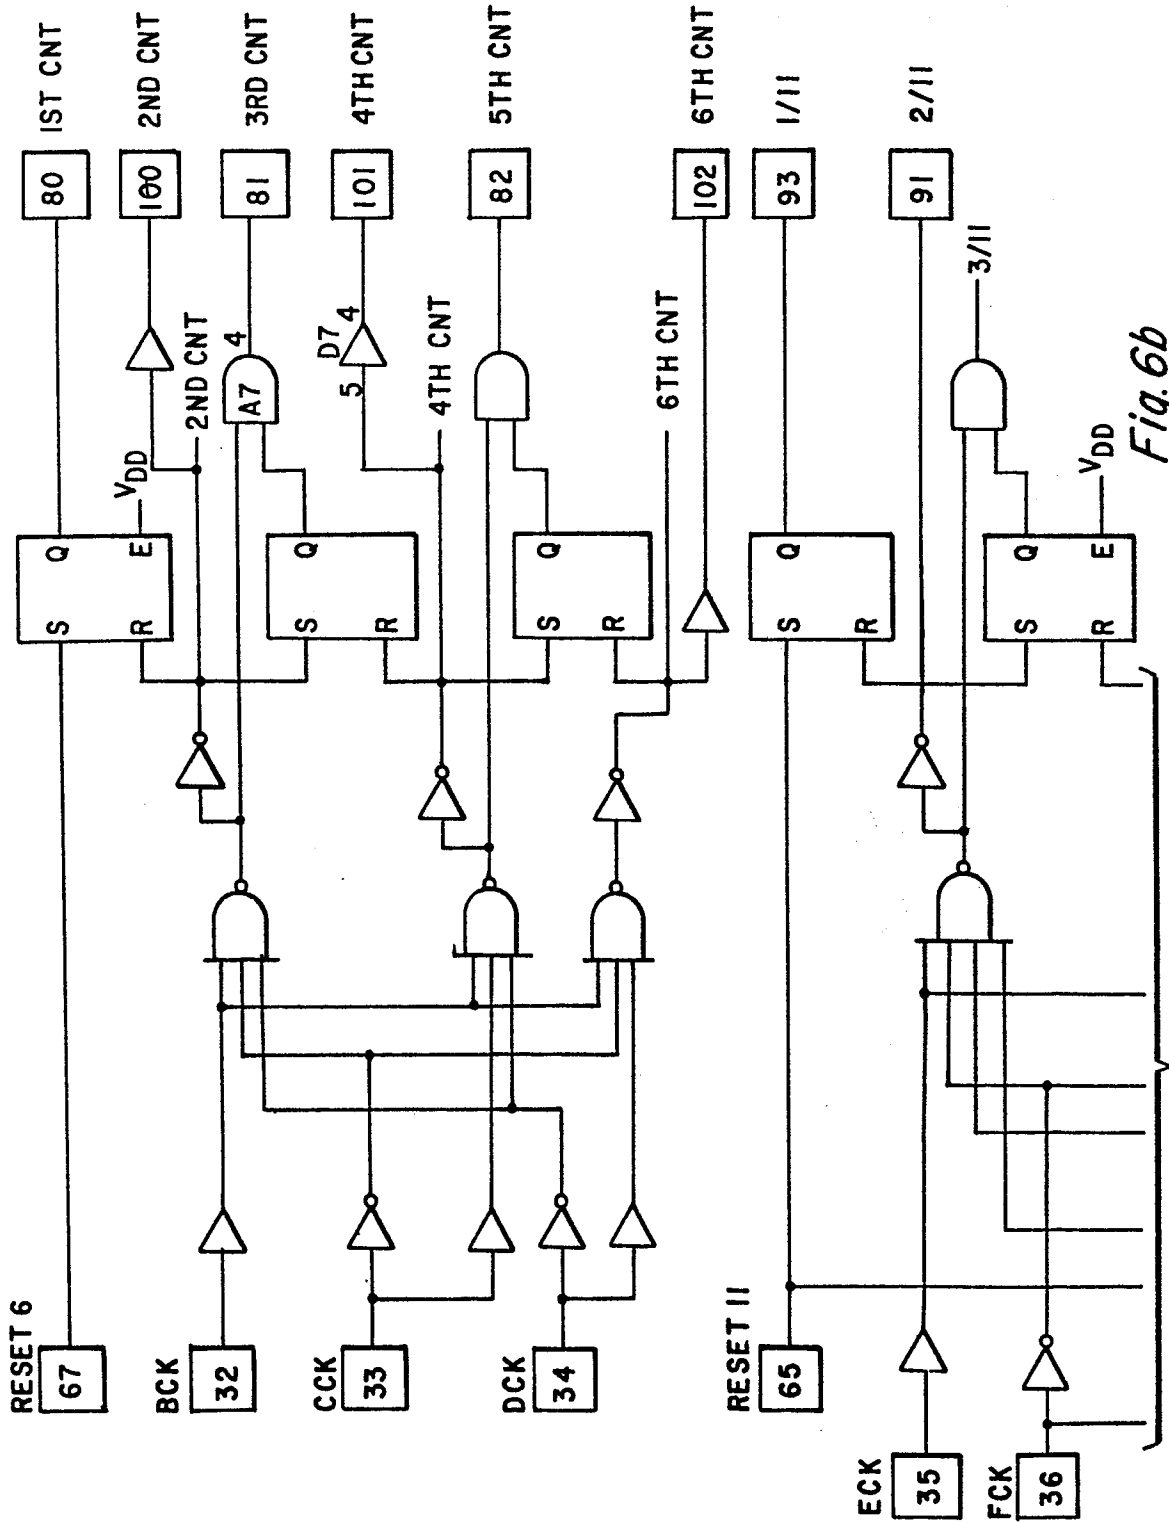 RESET 6
67
BCK
32
CCK
33
DCK
34
RESET 11
65
ECK
35
FCK
36
S
Q
R
E
VDD
S
Q
R
S
Q
R
S
Q
R
S
Q
R
E
VDD
2ND CNT
A7
4
D7
5
4
4TH CNT
6TH CNT
3/11
80
1ST CNT
100
2ND CNT
81
3RD CNT
101
4TH CNT
82
5TH CNT
102
6TH CNT
93
1/11
91
2/11
Fig. 6b